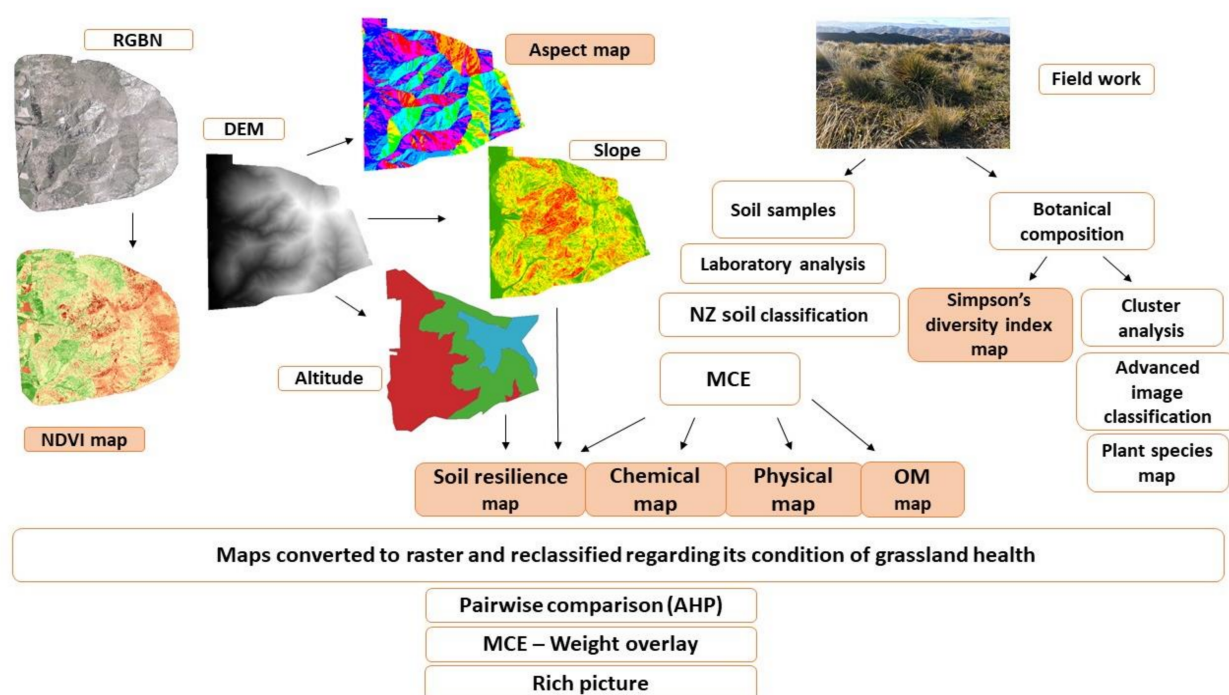 RGBN
Aspect map
Field work
DEM
Slope
Soil samples
Botanical
composition
Laboratory analysis
Simpson's
diversity index
map
Cluster
analysis
NZ soil classification
Altitude
MCE
Advanced
image
classification
NDVI map
Plant species
map
Soil resilience
map
Chemical
map
Physical
map
OM
map
Maps converted to raster and reclassified regarding its condition of grassland health
Pairwise comparison (AHP)
MCE – Weight overlay
Rich picture